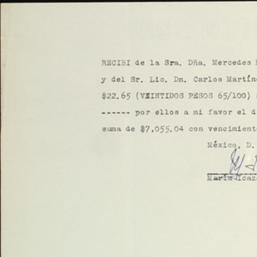 RECIBI de la Sra. Dña. Mercedes
y del Sr. Lic. Dn. Carlos Martín
$22.65 (VEINTIDOS PESOS 65/100)
------ por ellos a mi favor el d
suma de $7,055.04 con vencimient
México, D.